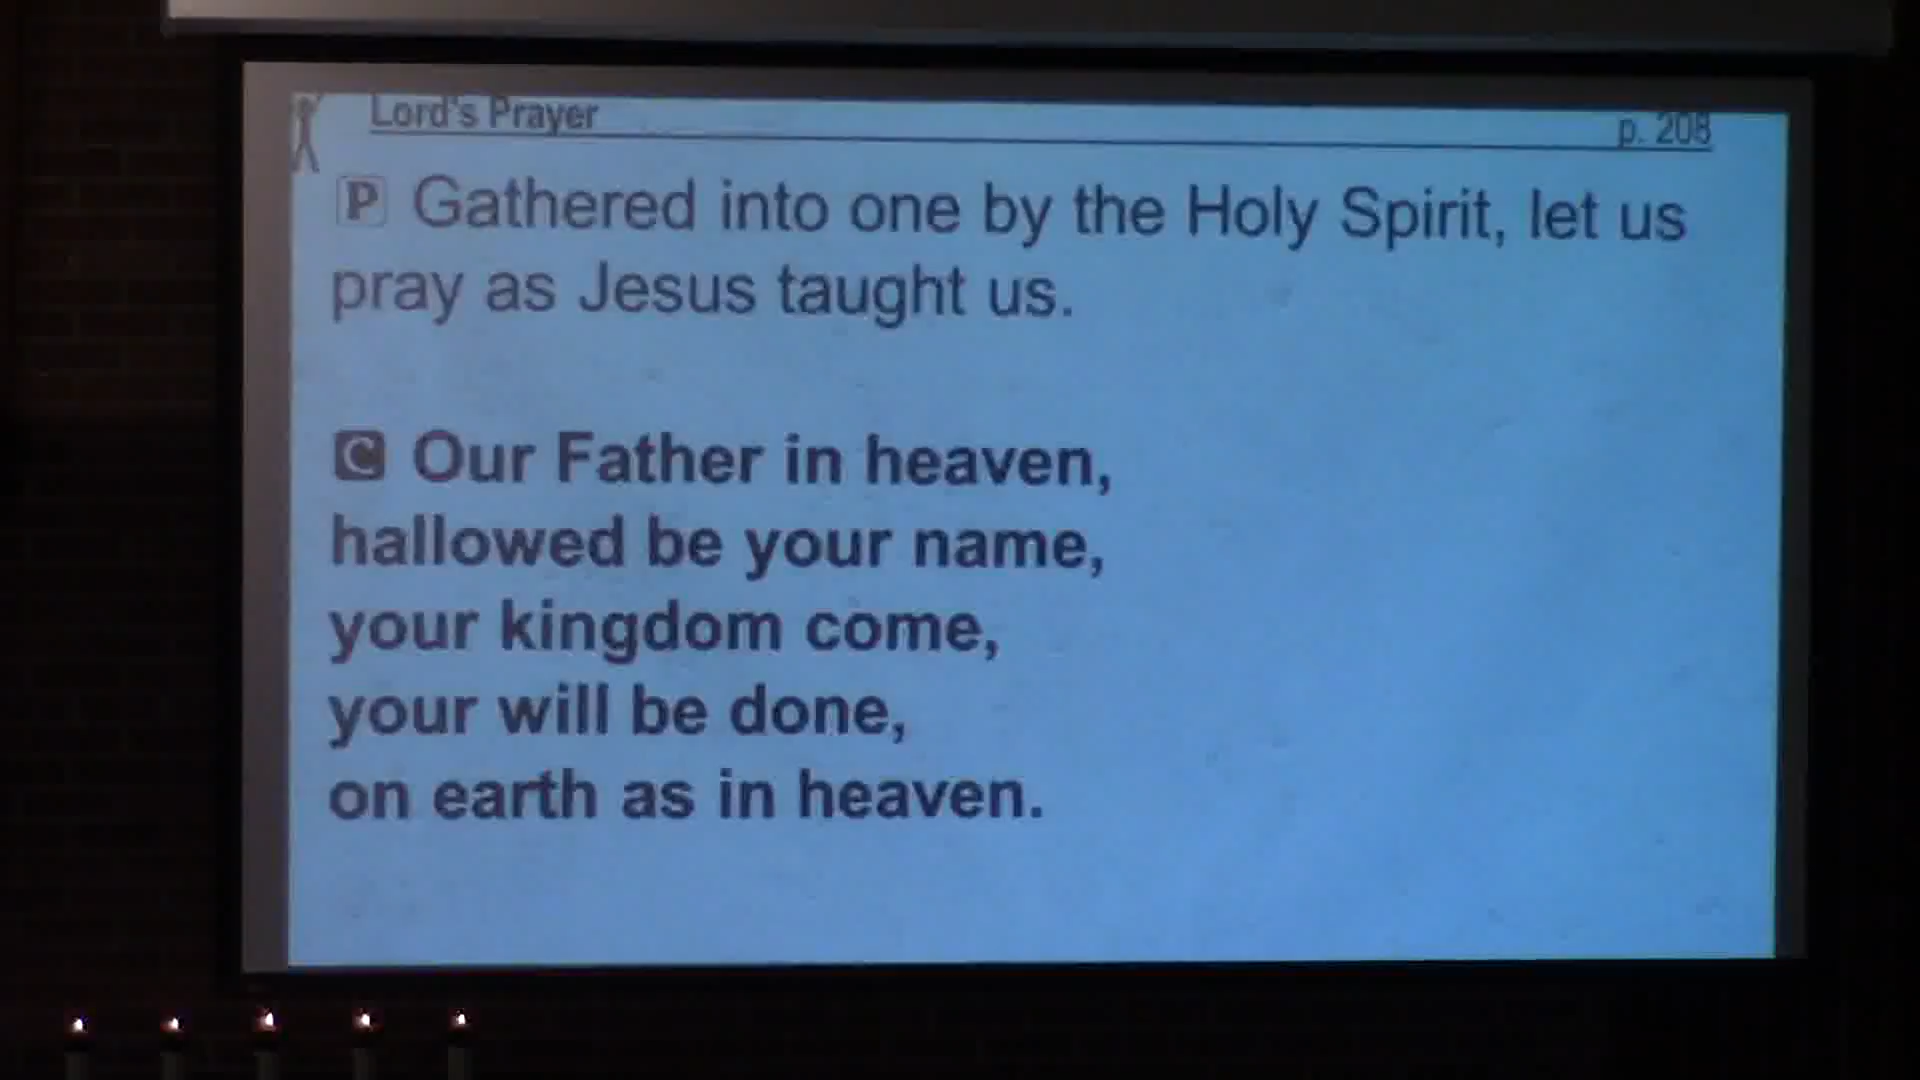 Lord's Prayer p. 208
P Gathered into one by the Holy Spirit, let us
pray as Jesus taught us.
C Our Father in heaven,
hallowed be your name,
your kingdom come,
your will be done,
on earth as in heaven.